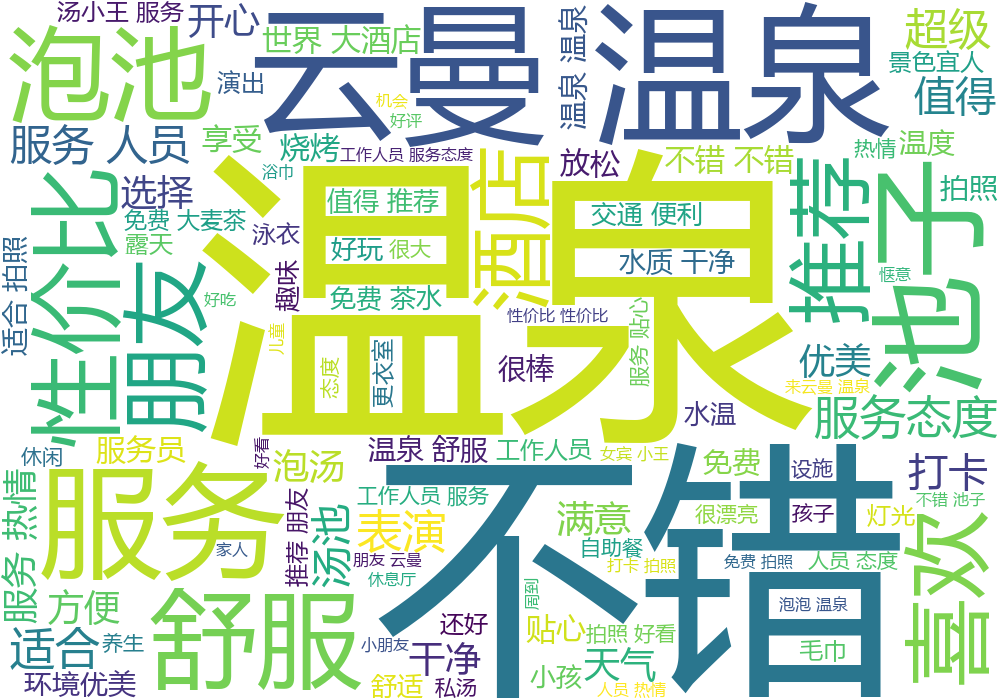 汤小王 服务
开心
世界 大酒店
云曼
温泉
温泉 温泉
超级
景色宜人
值得
泡池
演出
机会
好评
服务 人员
享受
烧烤
工作人员 服务态度
放松
不错 不错
热情
温度
浴巾
选择
温泉
酒店
值得 推荐
交通 便利
推荐
池子
拍照
免费 大麦茶
露天
泳衣
好玩
很大
水质 干净
惬意
适合 拍照
性价比
朋友
好吃
趣味
免费 茶水
性价比 性价比
服务 贴心
儿童
态度
更衣室
很棒
优美
来云曼 温泉
水温
服务态度
休闲
服务员
好看
温泉 舒服
工作人员
女宾 小王
免费
设施
打卡
泡汤
不错
服务
服务 热情
工作人员 服务
满意
很漂亮
孩子
灯光
不错 池子
推荐 朋友
汤池
表演
自助餐
喜欢
家人
朋友 云曼
休息厅
打卡 拍照
免费 拍照
人员 态度
方便
舒服
周到
泡泡 温泉
适合
养生
小朋友
还好
贴心
拍照 好看
毛巾
环境优美
干净
天气
舒适
私汤
小孩
人员 热情